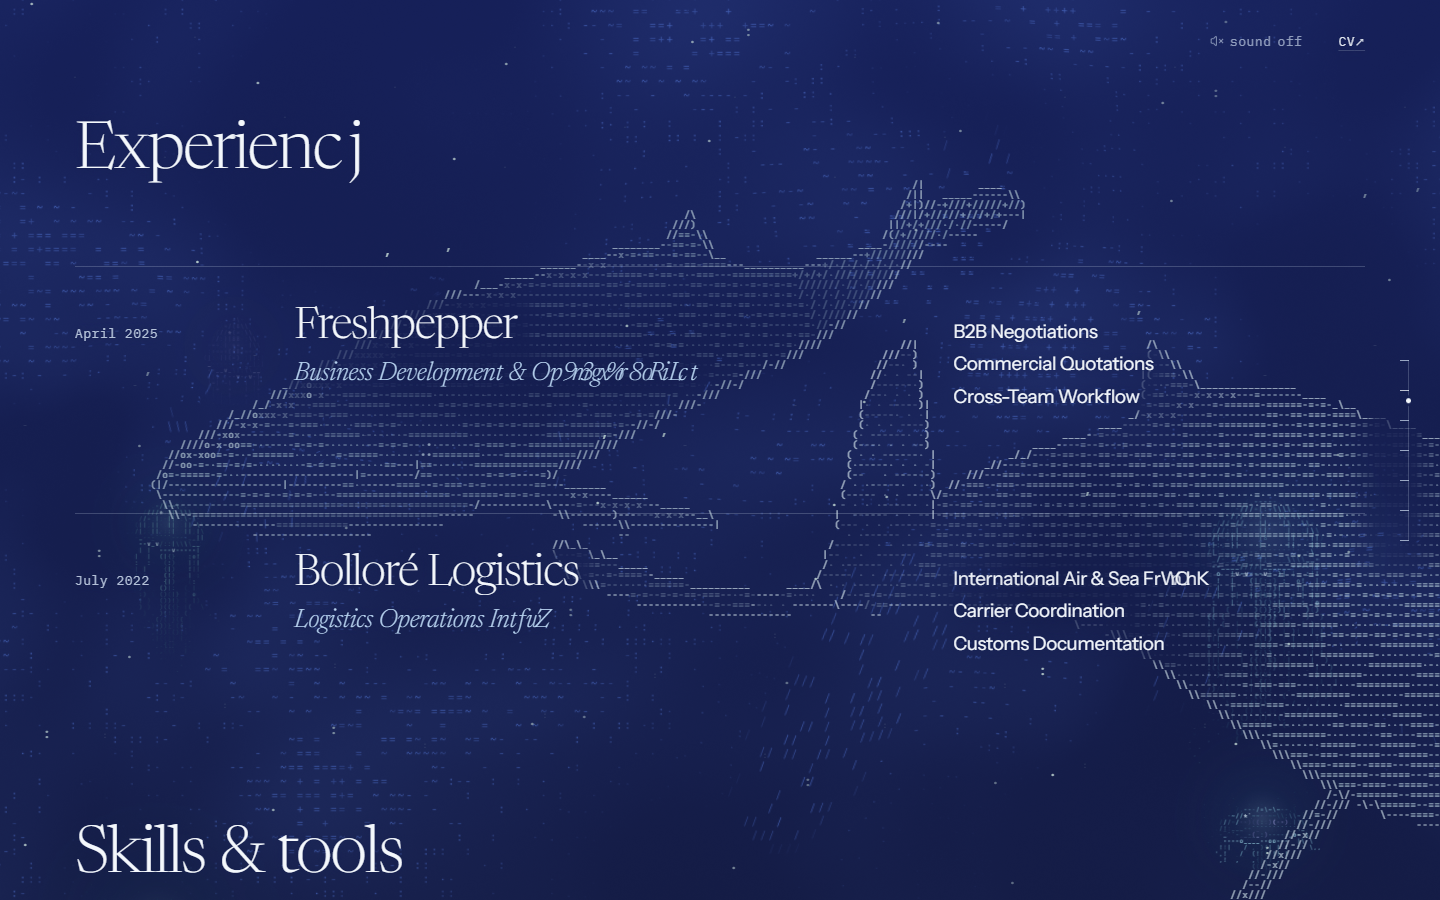 sound off
CV↗
Experiencj
April 2025
Freshpepper
Business Development &
B2B Negotiations
Commercial Quotations
Cross-Team Workflow
July 2022
Bolloré Logistics
Logistics Operations
International Air & Sea
Carrier Coordination
Customs Documentation
Skills & tools